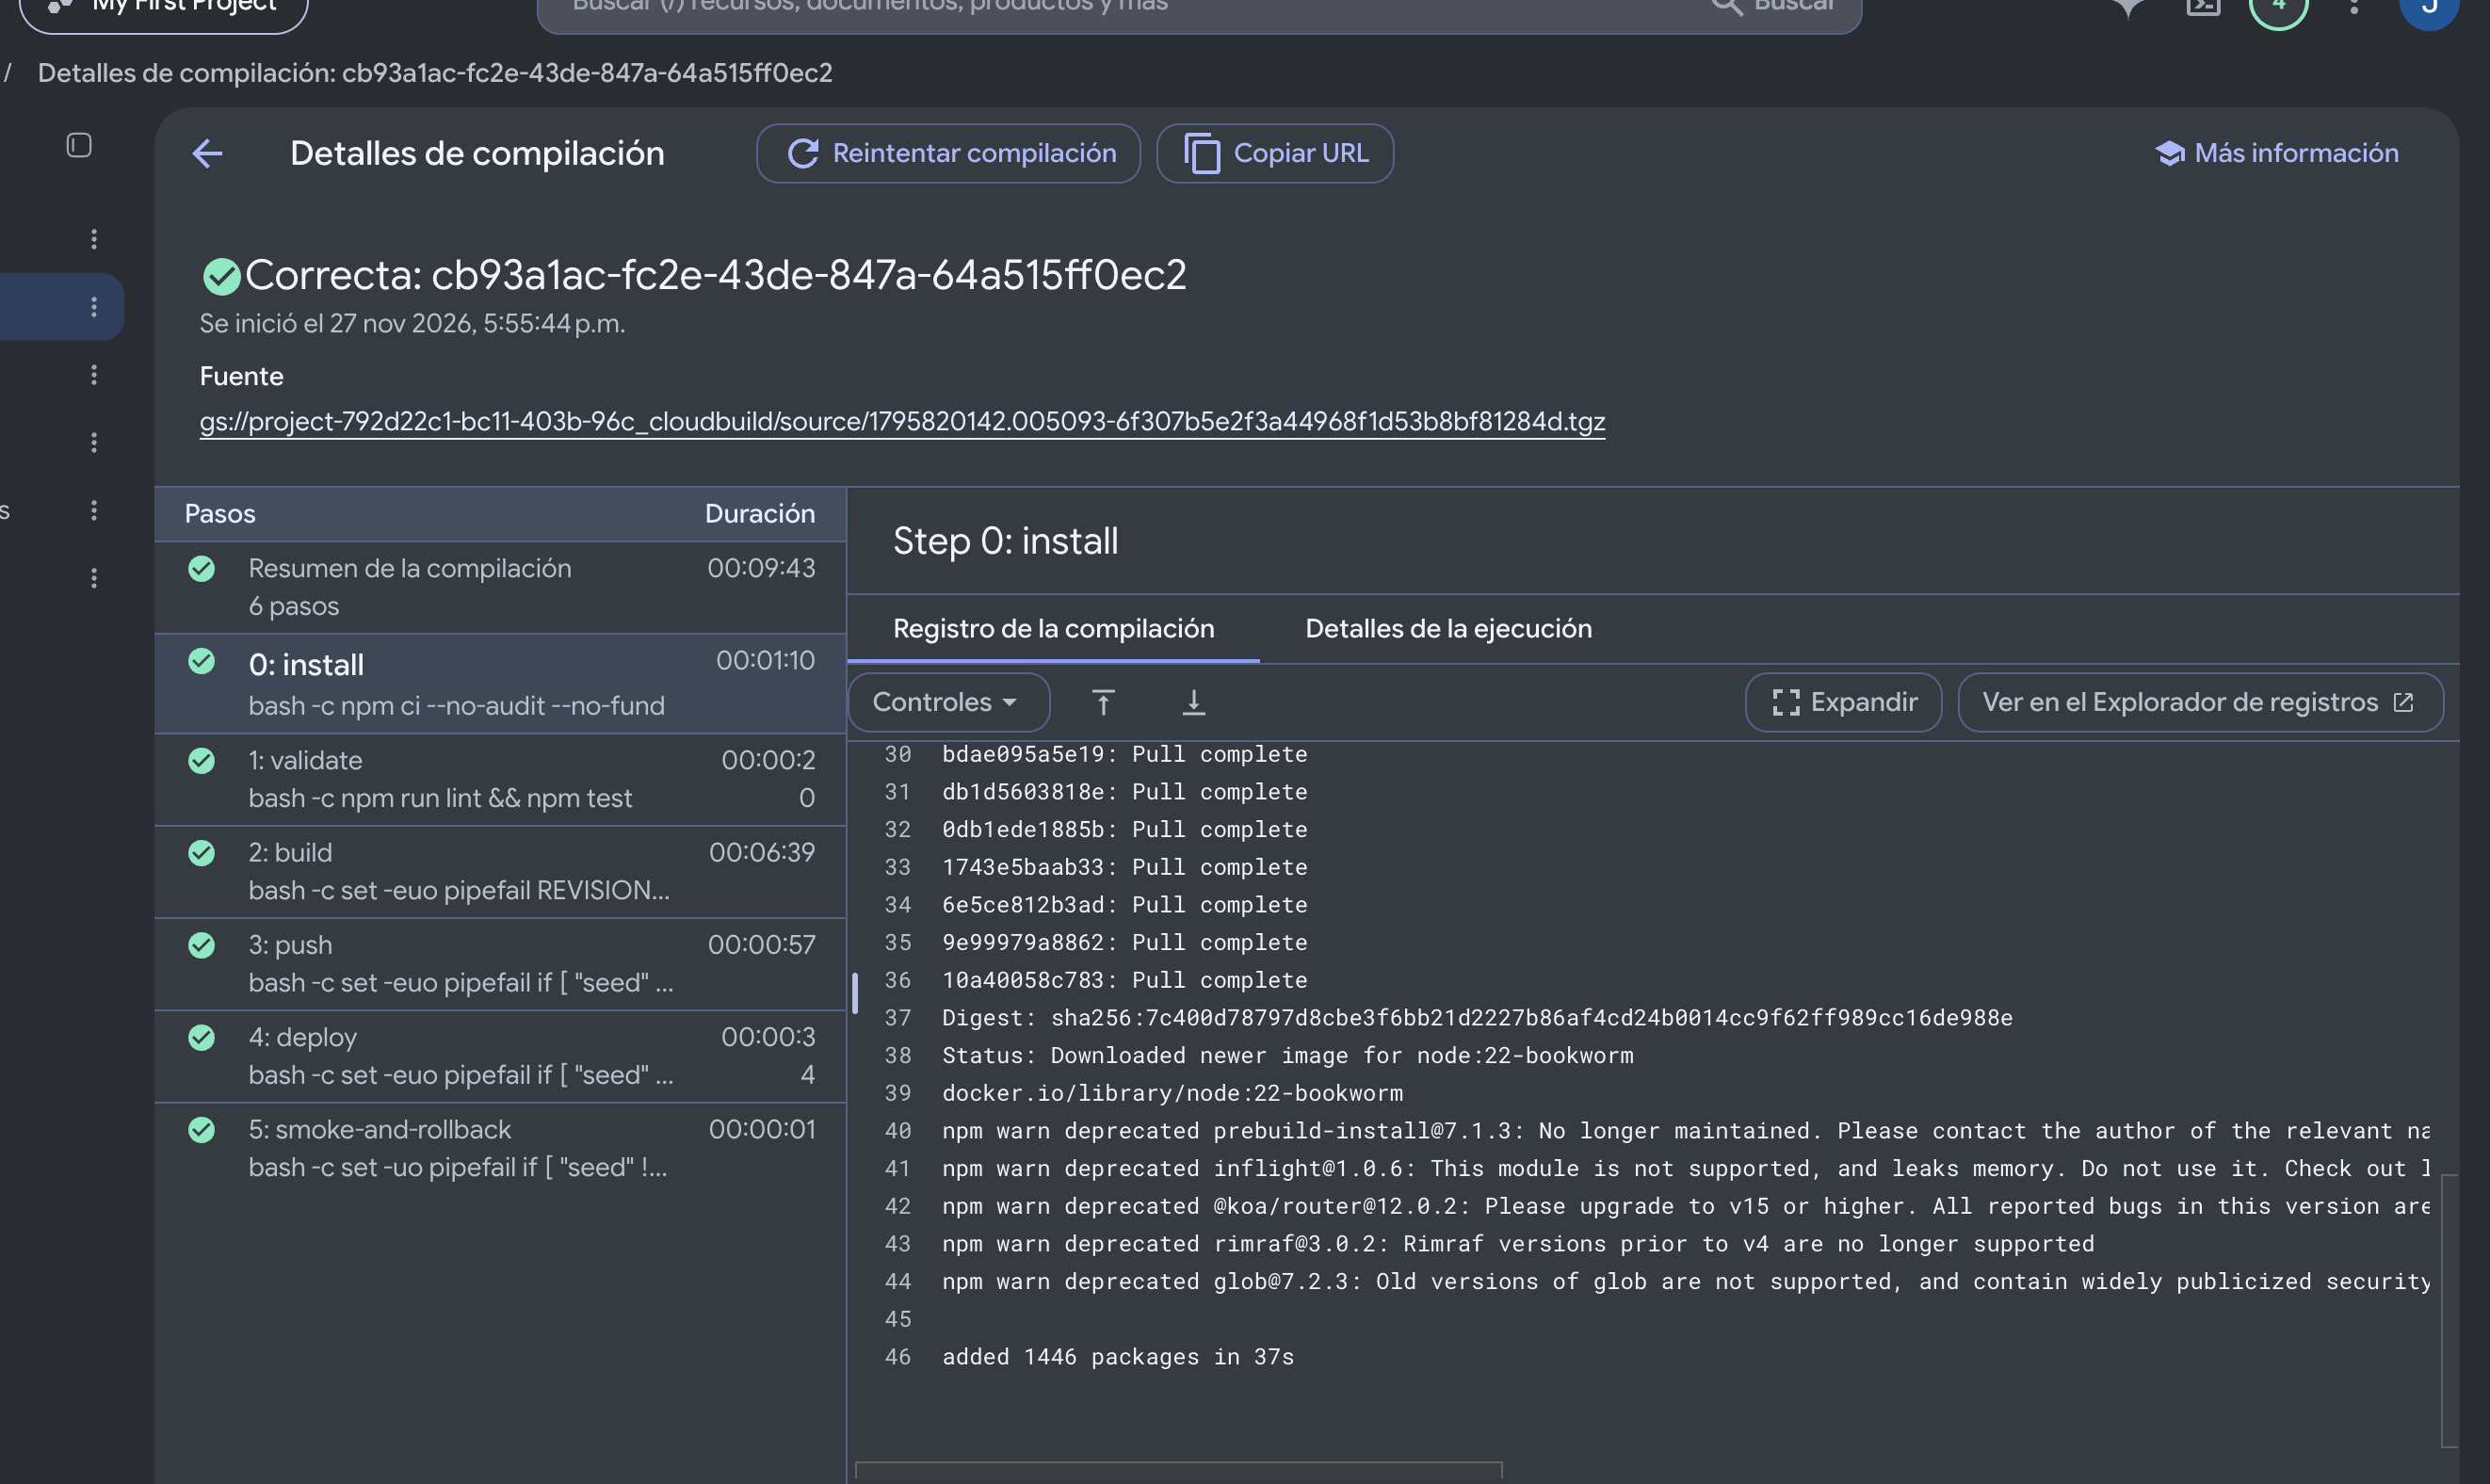 My First Project
Buscar (/) recursos, documentos, productos y más
Buscar
4
J
/ Detalles de compilación: cb93a1ac-fc2e-43de-847a-64a515ff0ec2
Detalles de compilación
Reintentar compilación
Copiar URL
Más información
Correcta: cb93a1ac-fc2e-43de-847a-64a515ff0ec2
Se inició el 27 nov 2026, 5:55:44 p.m.
Fuente
gs://project-792d22c1-bc11-403b-96c_cloudbuild/source/1795820142.005093-6f307b5e2f3a44968f1d53b8bf81284d.tgz
s
Pasos Duración
Resumen de la compilación 00:09:43
6 pasos
0: install 00:01:10
bash -c npm ci --no-audit --no-fund
1: validate 00:00:2
bash -c npm run lint && npm test 0
2: build 00:06:39
bash -c set -euo pipefail REVISION...
3: push 00:00:57
bash -c set -euo pipefail if [ "seed" ...
4: deploy 00:00:3
bash -c set -euo pipefail if [ "seed" ... 4
5: smoke-and-rollback 00:00:01
bash -c set -uo pipefail if [ "seed" !...
Step 0: install
Registro de la compilación
Detalles de la ejecución
Controles
Expandir
Ver en el Explorador de registros
30 bdae095a5e19: Pull complete
31 db1d5603818e: Pull complete
32 0db1ede1885b: Pull complete
33 1743e5baab33: Pull complete
34 6e5ce812b3ad: Pull complete
35 9e99979a8862: Pull complete
36 10a40058c783: Pull complete
37 Digest: sha256:7c400d78797d8cbe3f6bb21d2227b86af4cd24b0014cc9f62ff989cc16de988e
38 Status: Downloaded newer image for node:22-bookworm
39 docker.io/library/node:22-bookworm
40 npm warn deprecated prebuild-install@7.1.3: No longer maintained. Please contact the author of the relevant na
41 npm warn deprecated inflight@1.0.6: This module is not supported, and leaks memory. Do not use it. Check out l
42 npm warn deprecated @koa/router@12.0.2: Please upgrade to v15 or higher. All reported bugs in this version are
43 npm warn deprecated rimraf@3.0.2: Rimraf versions prior to v4 are no longer supported
44 npm warn deprecated glob@7.2.3: Old versions of glob are not supported, and contain widely publicized security
45
46 added 1446 packages in 37s